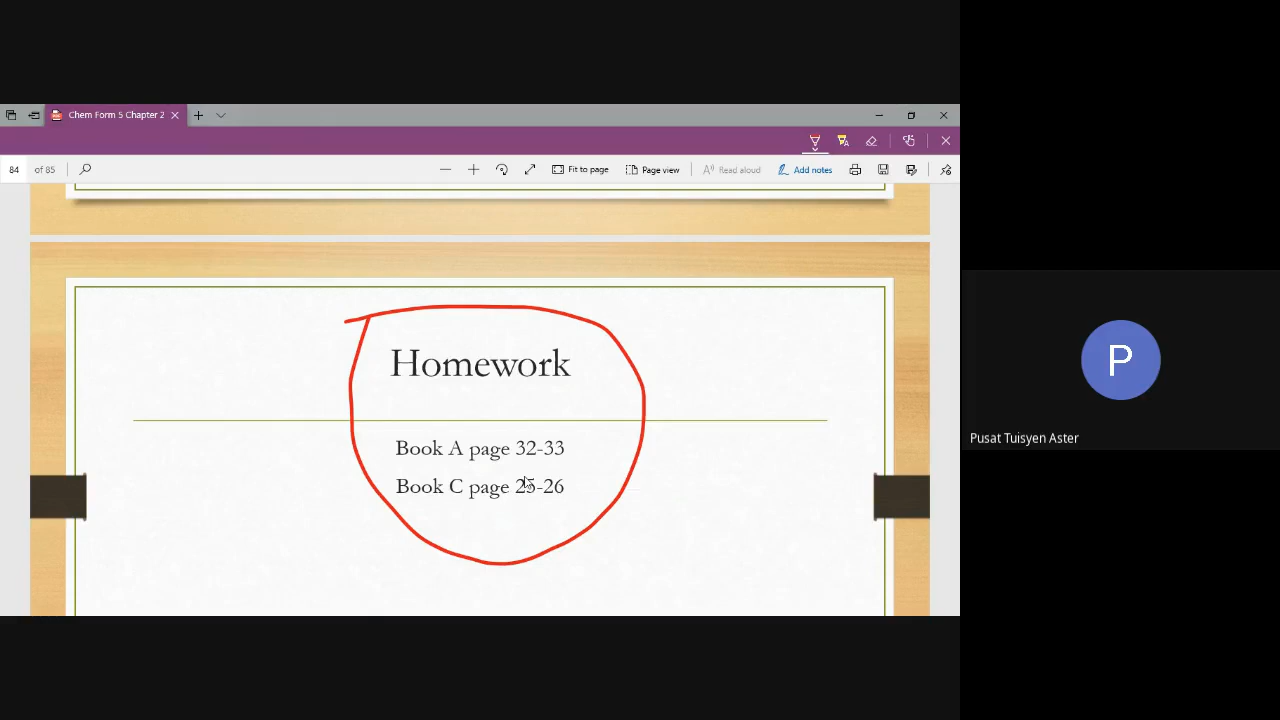 Chem Form 5 Chapter 2
84 of 85
Fit to page
Page view
Read aloud
Add notes
Homework
Book A page 32-33
Book C page 25-26
P
Pusat Tuisyen Aster